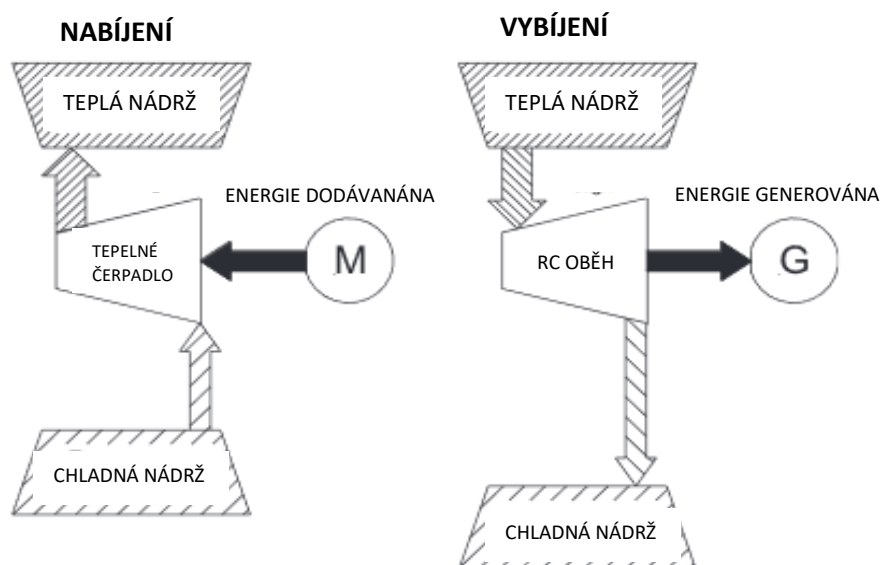 NABÍJENÍ
TEPLÁ NÁDRŽ
ENERGIE DODÁVANÁNA
TEPELNÉ
ČERPADLO
M
CHLADNÁ NÁDRŽ
VYBÍJENÍ
TEPLÁ NÁDRŽ
ENERGIE GENEROVÁNA
RC OBĚH
G
CHLADNÁ NÁDRŽ